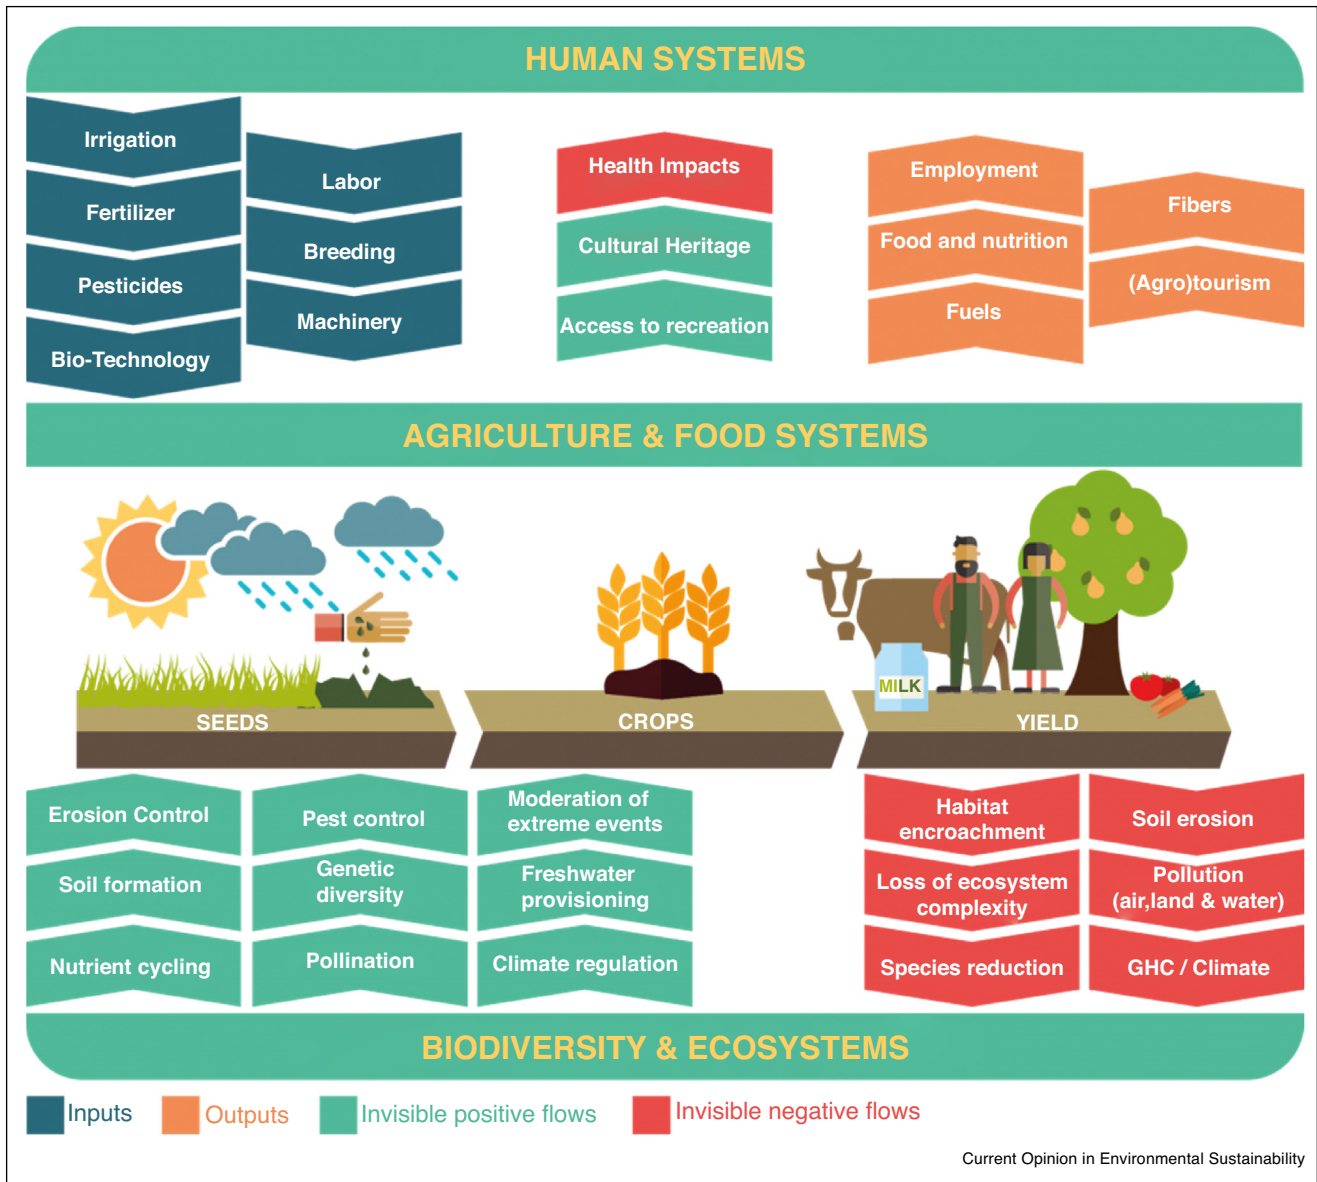 HUMAN SYSTEMS
Irrigation
Fertilizer
Pesticides
Bio-Technology
Labor
Breeding
Machinery
Health Impacts
Cultural Heritage
Access to recreation
Employment
Food and nutrition
Fuels
Fibers
(Agro)tourism
AGRICULTURE & FOOD SYSTEMS
MILK
SEEDS
CROPS
YIELD
Erosion Control
Soil formation
Nutrient cycling
Pest control
Genetic
diversity
Pollination
Moderation of
extreme events
Freshwater
provisioning
Climate regulation
Habitat
encroachment
Loss of ecosystem
complexity
Species reduction
Soil erosion
Pollution
(air,land & water)
GHC / Climate
BIODIVERSITY & ECOSYSTEMS
Inputs
Outputs
Invisible positive flows
Invisible negative flows
Current Opinion in Environmental Sustainability